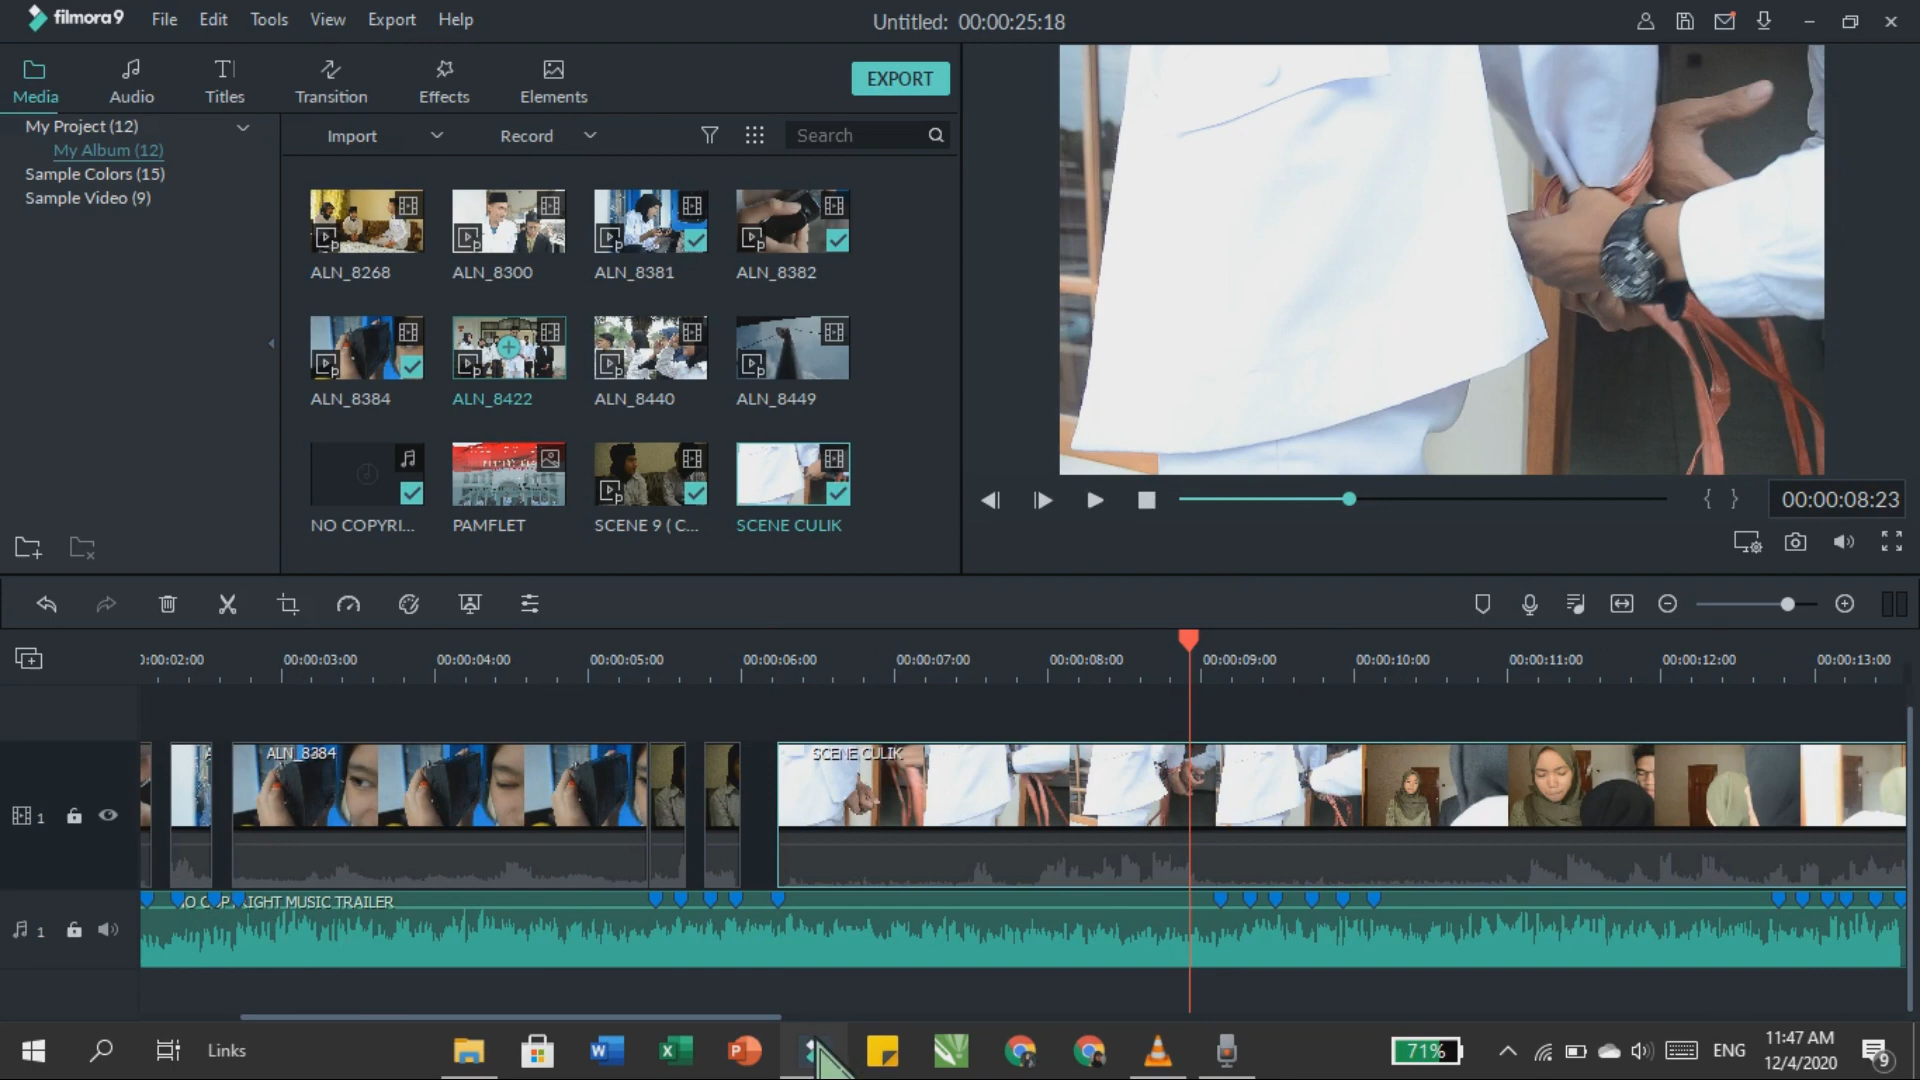 filmora9 File Edit Tools View Export Help Untitled: 00:00:25:18
Media Audio Titles Transition Effects Elements EXPORT
My Project (12)
My Album (12)
Sample Colors (15)
Sample Video (9)
Import Record Search
ALN_8268 ALN_8300 ALN_8381 ALN_8382
ALN_8384 ALN_8422 ALN_8440 ALN_8449
NO COPYRI... PAMFLET SCENE 9 ( C... SCENE CULIK
{ } 00:00:08:23
00:00:02:00 00:00:03:00 00:00:04:00 00:00:05:00 00:00:06:00 00:00:07:00 00:00:08:00 00:00:09:00 00:00:10:00 00:00:11:00 00:00:12:00 00:00:13:00
ALN_8384 SCENE CULIK
1
NO COPYRIGHT MUSIC TRAILER
1
Links 71% ENG 11:47 AM
12/4/2020 9